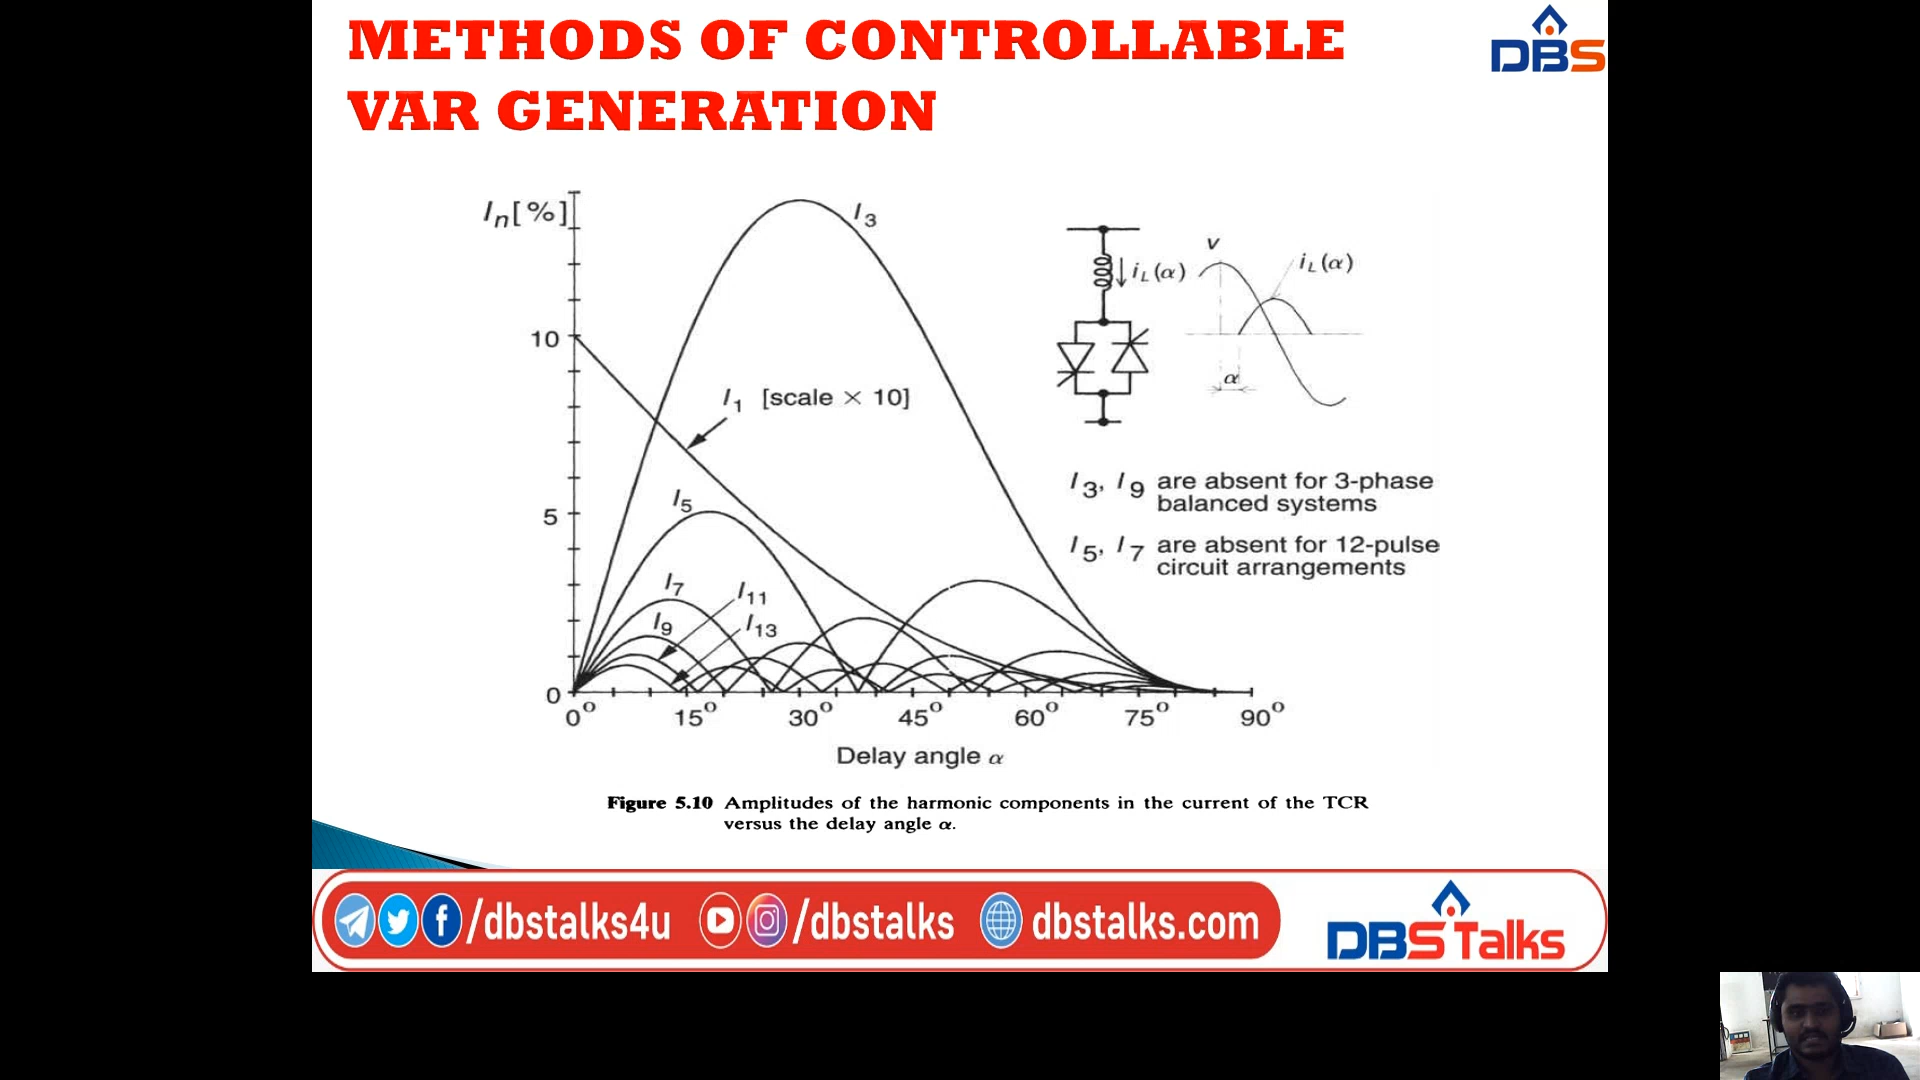 METHODS OF CONTROLLABLE
VAR GENERATION
DBS
In[%]
I3
10
I1 [scale × 10]
5
I5
I7
I11
I9
I13
0
0° 15° 30° 45° 60° 75° 90°
Delay angle α
iL(α)
v
iL(α)
α
I3, I9 are absent for 3-phase
balanced systems
I5, I7 are absent for 12-pulse
circuit arrangements
Figure 5.10 Amplitudes of the harmonic components in the current of the TCR
versus the delay angle α.
/dbstalks4u /dbstalks dbstalks.com
DBS Talks